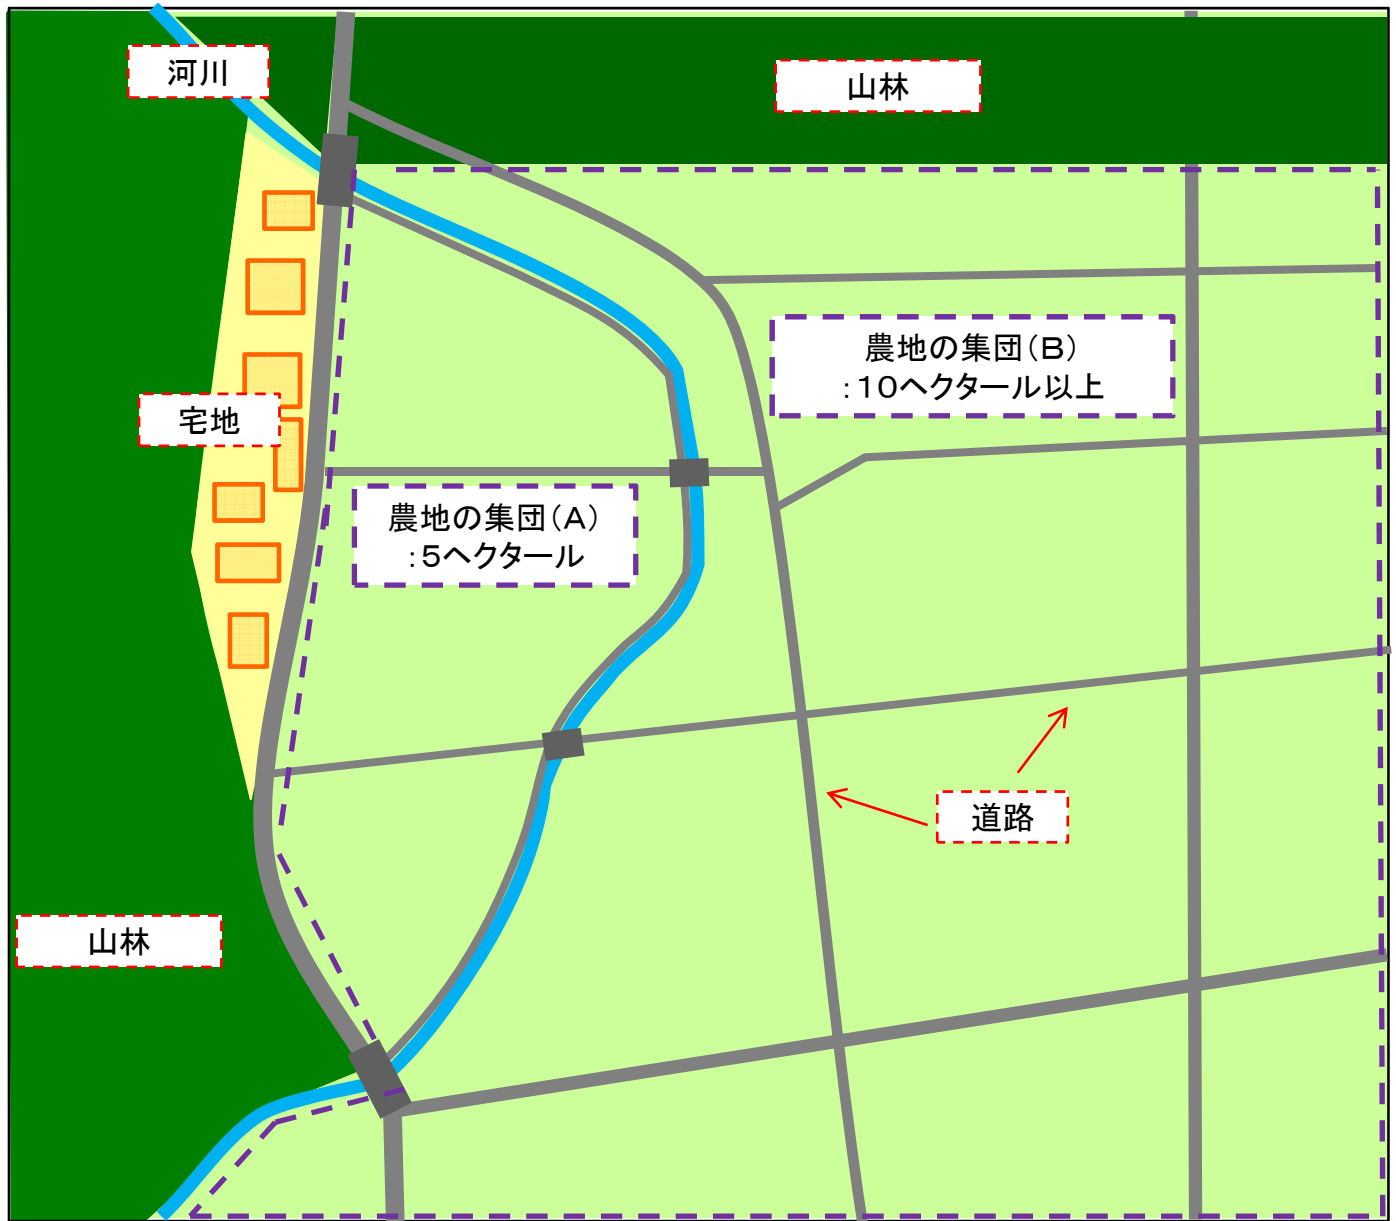 河川
山林
農地の集団（Ｂ）
：１０ヘクタール以上
宅地
農地の集団（Ａ）
：５ヘクタール
道路
山林